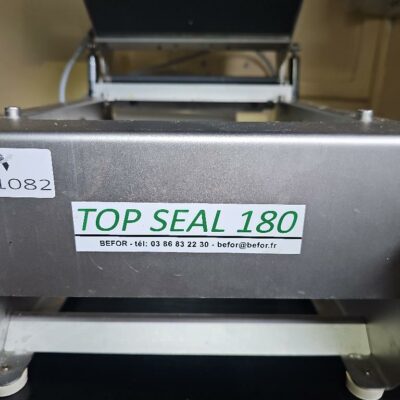 1082
TOP SEAL 180
BEFOR - tél: 03 86 83 22 30 - befor@befor.fr